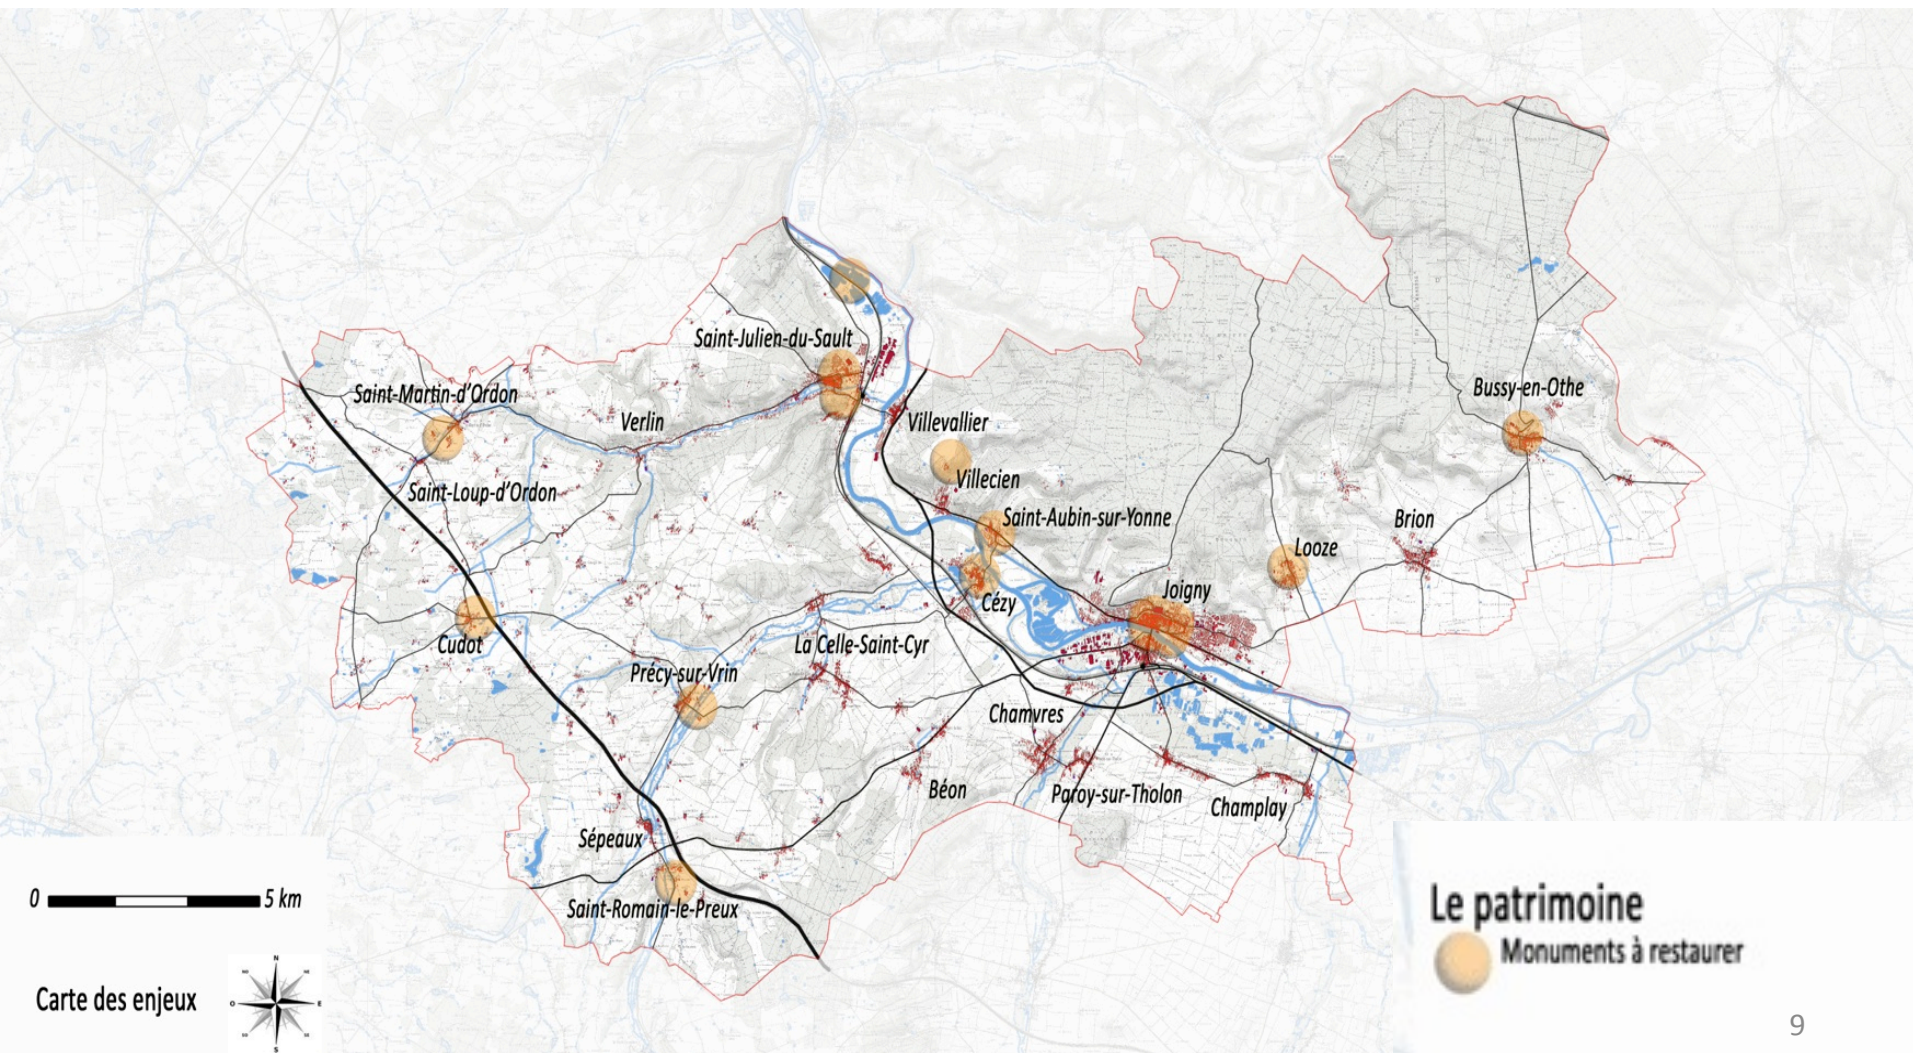 Saint-Julien-du-Sault
Saint-Martin-d'Ordon
Bussy-en-Othe
Verlin
Villevallier
Villecien
Saint-Loup-d'Ordon
Saint-Aubin-sur-Yonne
Brion
Looze
Joigny
Cézy
Cudot
La Celle-Saint-Cyr
Précy-sur-Vrin
Chamvres
Béon
Paroy-sur-Tholon
Champlay
Sépeaux
Saint-Romain-le-Preux
0 5 km
Le patrimoine
Monuments à restaurer
N
O E
S
Carte des enjeux
9